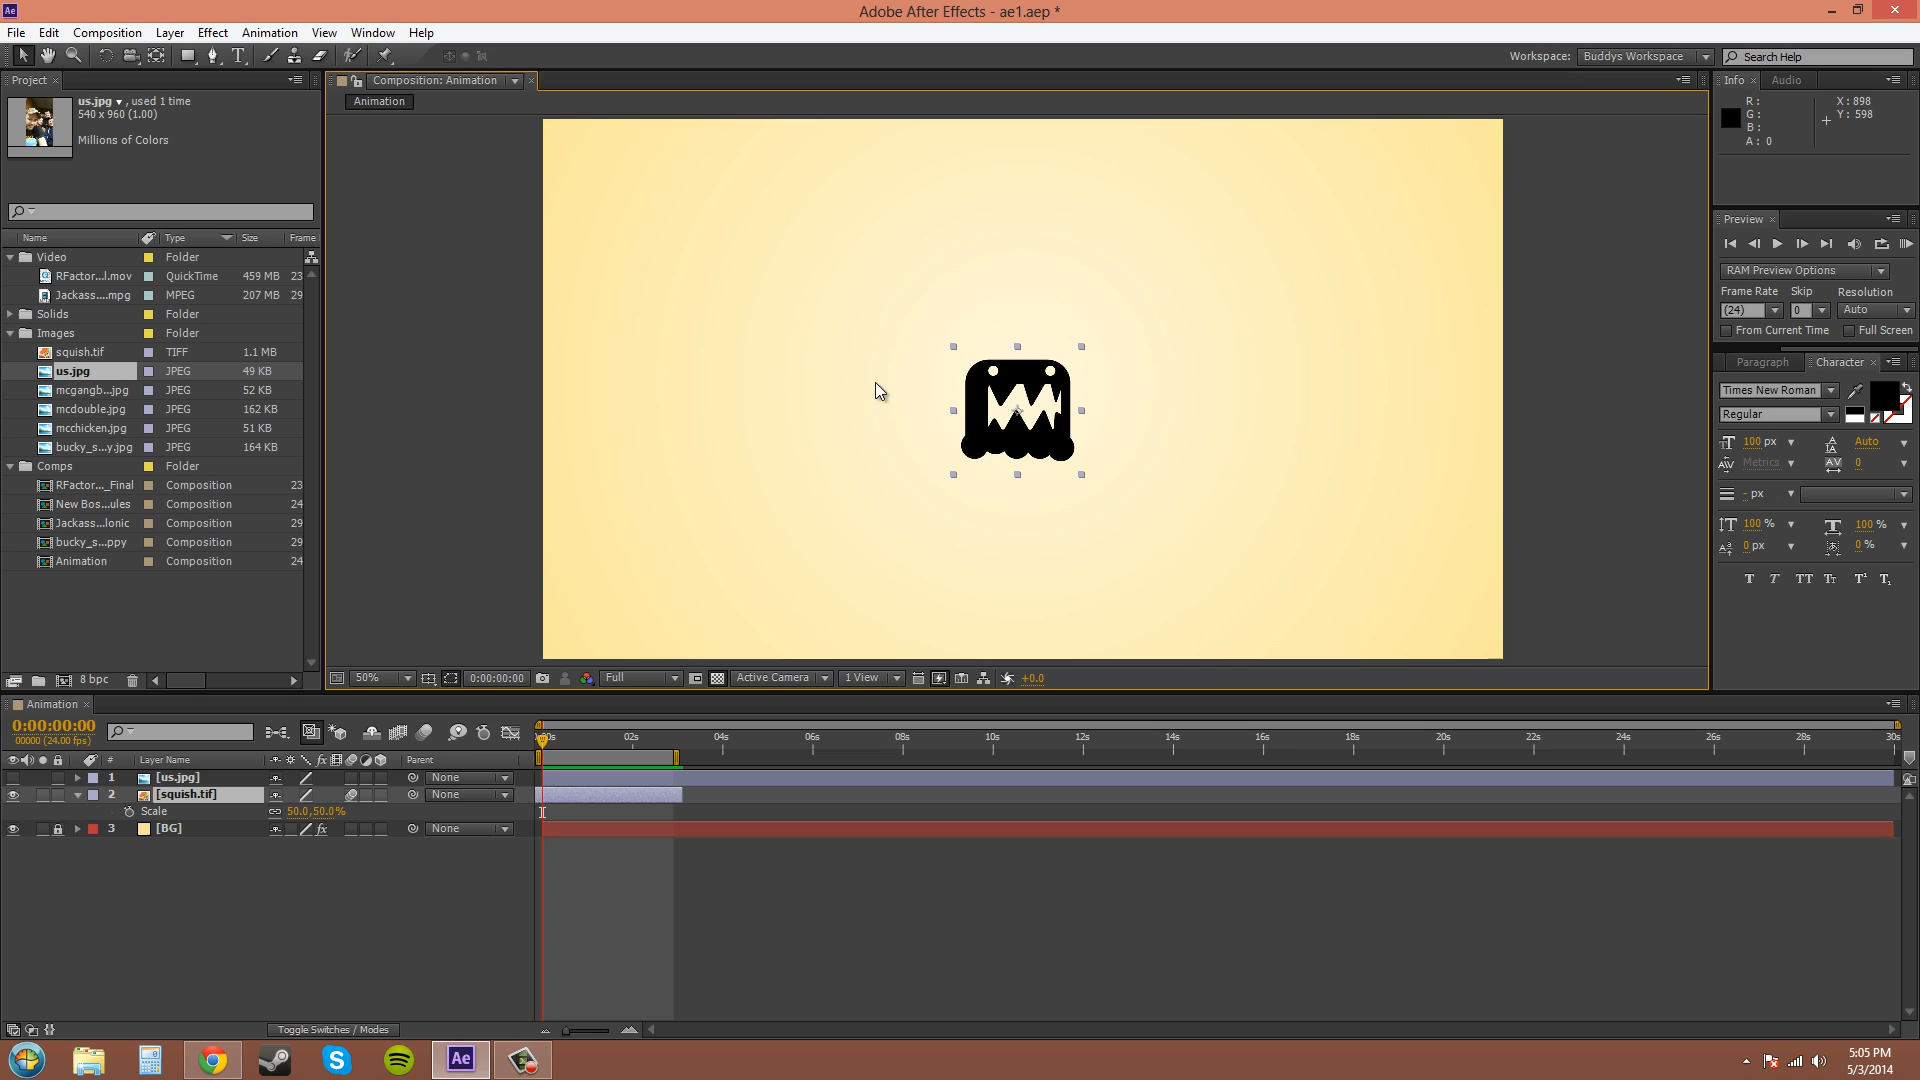 Adobe After Effects - ae1.aep *
File Edit Composition Layer Effect Animation View Window Help
Workspace: Buddys Workspace
Search Help
Project
us.jpg, used 1 time
540 x 960 (1.00)
Millions of Colors
Name Type Size Frame
Video Folder
RFactor...l.mov QuickTime 459 MB 23
Jackass....mpg MPEG 207 MB 29
Solids Folder
Images Folder
squish.tif TIFF 1.1 MB
us.jpg JPEG 49 KB
mcgangb...jpg JPEG 52 KB
mcdouble.jpg JPEG 162 KB
mcchicken.jpg JPEG 51 KB
bucky_s...y.jpg JPEG 164 KB
Comps Folder
RFactor..._Final Composition 23
New Bos...ules Composition 24
Jackass...lonic Composition 29
bucky_s...ppy Composition 29
Animation Composition 24
8 bpc
Composition: Animation
Animation
50% 0:00:00:00 Full Active Camera 1 View +0.0
Info Audio
R: X: 898
G: Y: 598
B:
A: 0
Preview
RAM Preview Options
Frame Rate Skip Resolution
(24) 0 Auto
From Current Time Full Screen
Paragraph Character
Times New Roman
Regular
100 px Auto
Metrics 0
- px
100 % 100 %
0 px 0 %
T T TT Tт T¹ T₁
Animation
0:00:00:00
00000 (24.00 fps)
00s 02s 04s 06s 08s 10s 12s 14s 16s 18s 20s 22s 24s 26s 28s 30s
# Layer Name fx Parent
1 [us.jpg] None
2 [squish.tif] None
Scale 50.0,50.0%
3 [BG] fx None
Toggle Switches / Modes
Ae
5:05 PM
5/3/2014